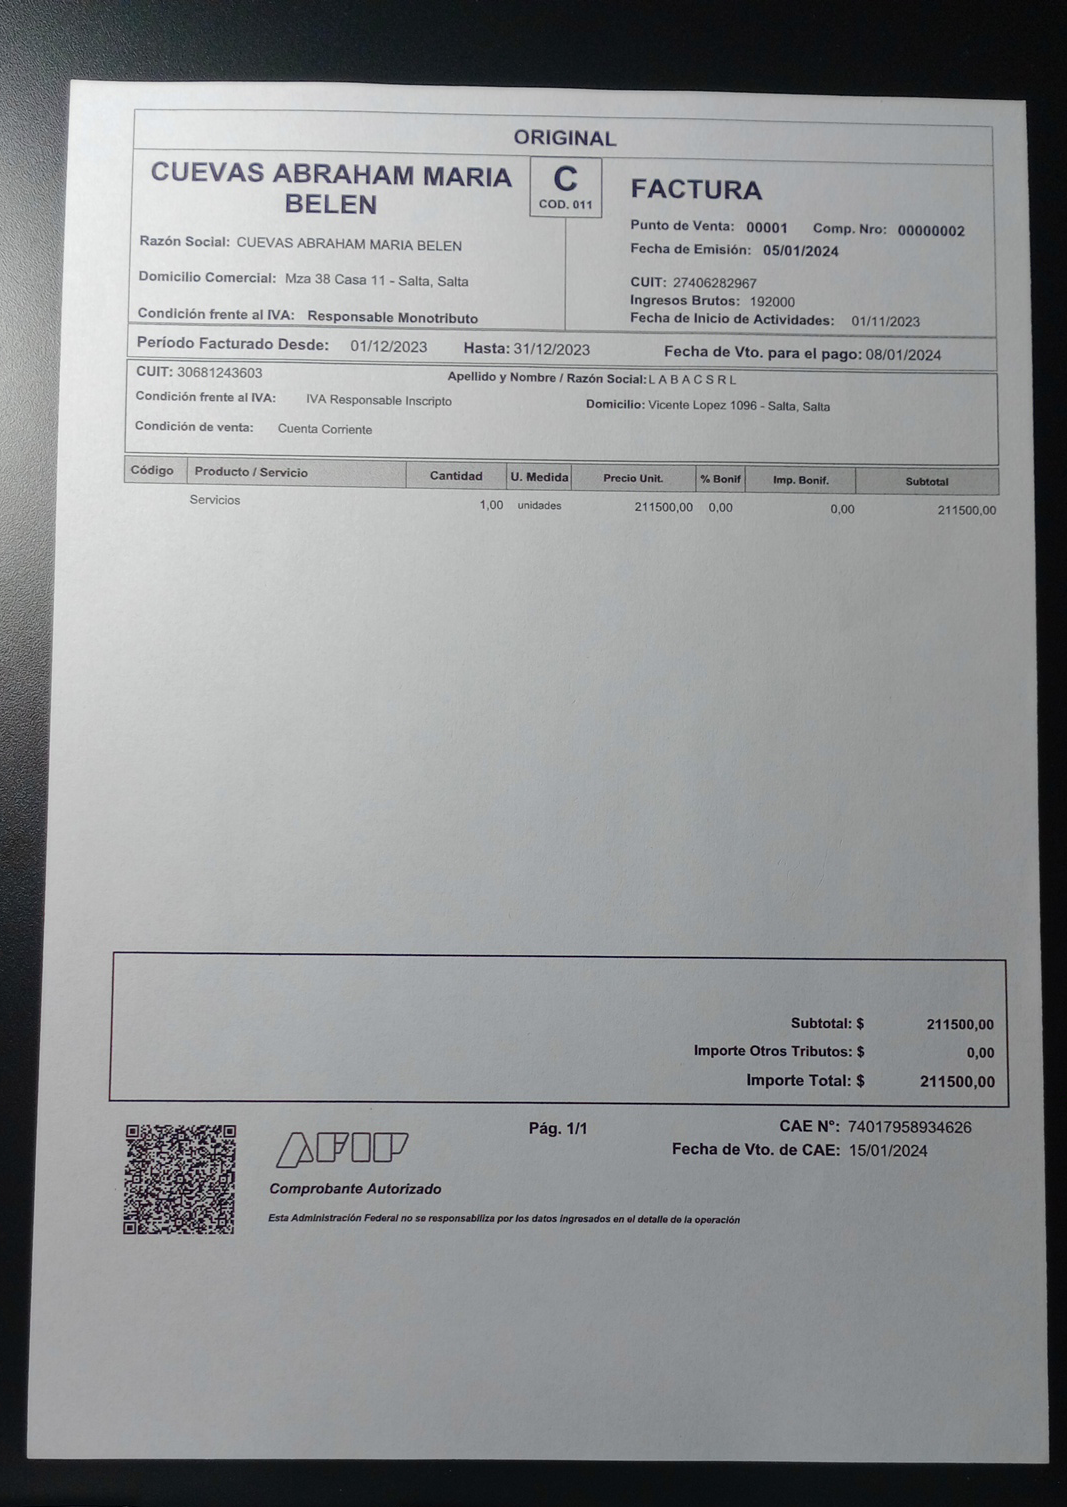 ORIGINAL
CUEVAS ABRAHAM MARIA
BELEN
C
COD. 011
FACTURA
Punto de Venta: 00001 Comp. Nro: 00000002
Fecha de Emisión: 05/01/2024
Razón Social: CUEVAS ABRAHAM MARIA BELEN
Domicilio Comercial: Mza 38 Casa 11 - Salta, Salta
Condición frente al IVA: Responsable Monotributo
CUIT: 27406282967
Ingresos Brutos: 192000
Fecha de Inicio de Actividades: 01/11/2023
Período Facturado Desde: 01/12/2023 Hasta: 31/12/2023 Fecha de Vto. para el pago: 08/01/2024
CUIT: 30681243603 Apellido y Nombre / Razón Social: L A B A C S R L
Condición frente al IVA: IVA Responsable Inscripto Domicilio: Vicente Lopez 1096 - Salta, Salta
Condición de venta: Cuenta Corriente
Código Producto / Servicio Cantidad U. Medida Precio Unit. % Bonif Imp. Bonif. Subtotal
Servicios 1,00 unidades 211500,00 0,00 0,00 211500,00
Subtotal: $ 211500,00
Importe Otros Tributos: $ 0,00
Importe Total: $ 211500,00
AFIP
Comprobante Autorizado
Esta Administración Federal no se responsabiliza por los datos ingresados en el detalle de la operación
Pág. 1/1
CAE N°: 74017958934626
Fecha de Vto. de CAE: 15/01/2024